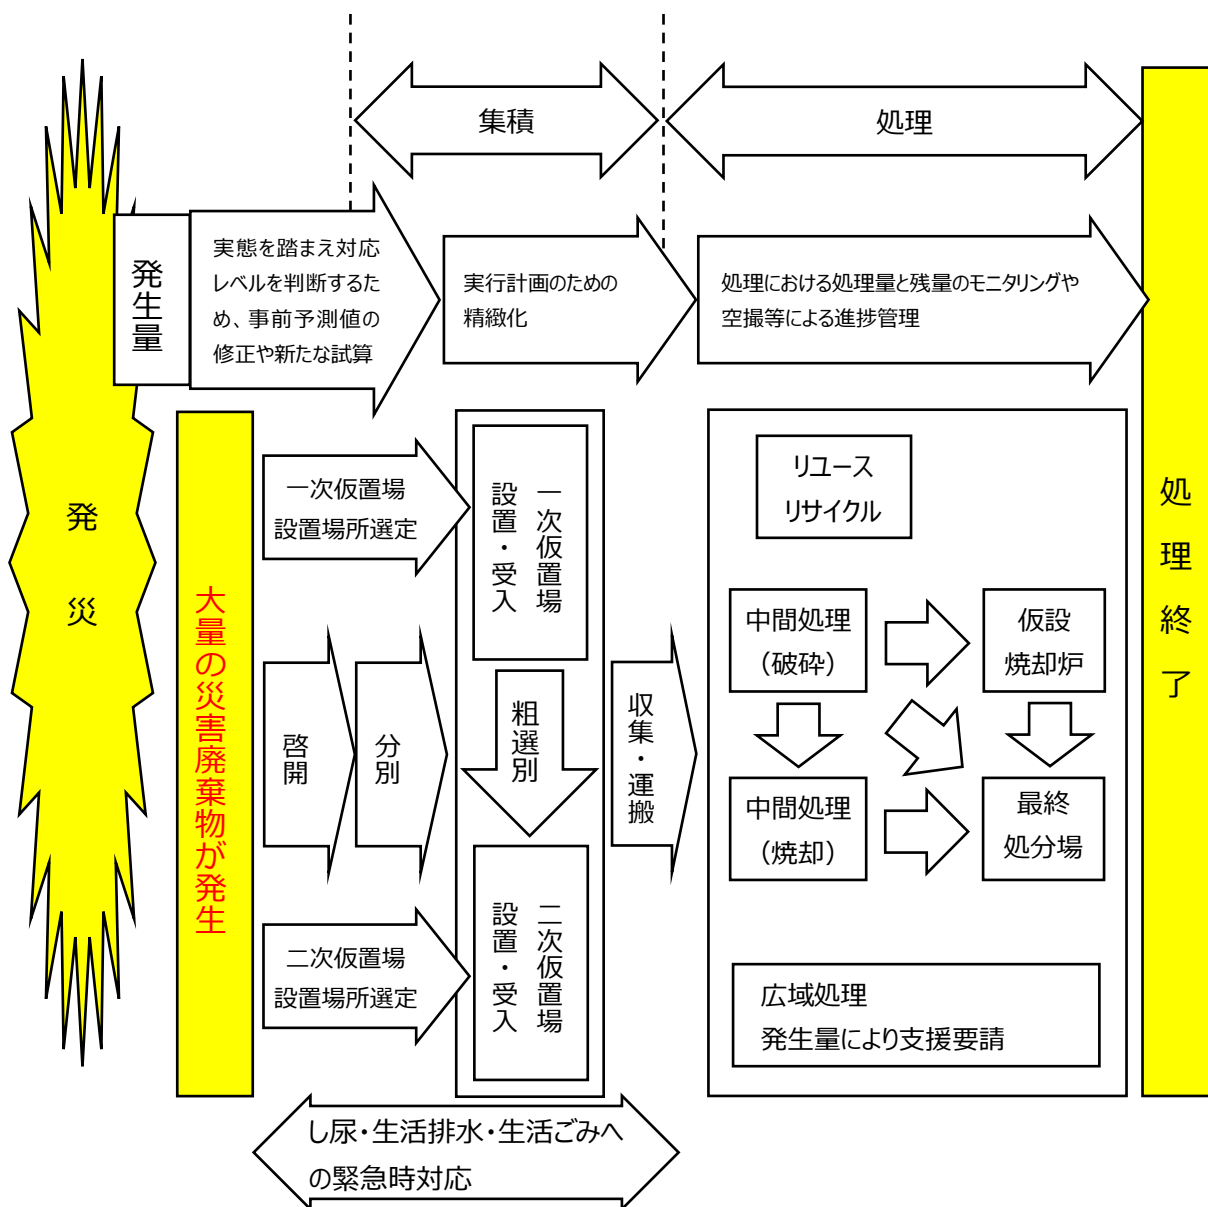 集積
処理
発生量
実態を踏まえ対応
レベルを判断するた
め、事前予測値の
修正や新たな試算
実行計画のための
精緻化
処理における処理量と残量のモニタリングや
空撮等による進捗管理
発災
大量の災害廃棄物が発生
一次仮置場
設置場所選定
啓開
分別
二次仮置場
設置場所選定
一次仮置場
設置・受入
粗選別
二次仮置場
設置・受入
収集・運搬
リユース
リサイクル
中間処理
（破砕）
仮設
焼却炉
中間処理
（焼却）
最終
処分場
広域処理
発生量により支援要請
処理終了
し尿・生活排水・生活ごみへ
の緊急時対応